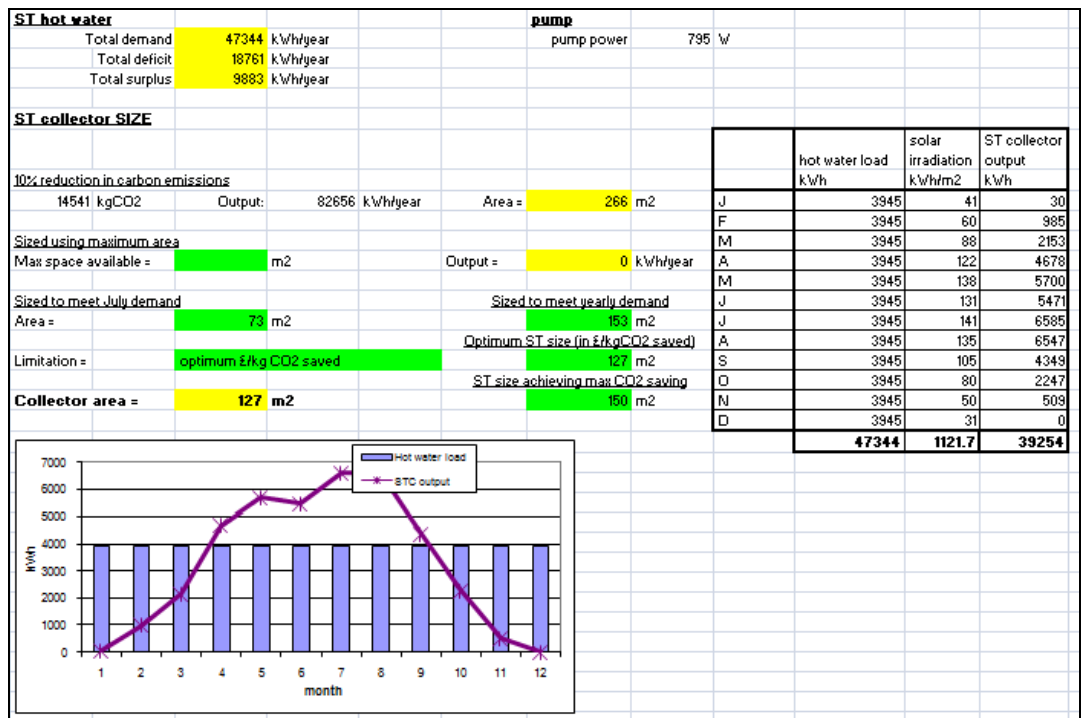 ST hot water pump
Total demand 47344 kWh/year pump power 795 W
Total deficit 18761 kWh/year
Total surplus 9883 kWh/year
ST collector SIZE
hot water load kWh solar irradiation kWh/m2 ST collector output kWh
10% reduction in carbon emissions
14541 kgCO2 Output: 82656 kWh/year Area = 266 m2
Sized using maximum area
Max space available = m2 Output = 0 kWh/year
Sized to meet July demand Sized to meet yearly demand
Area = 73 m2 153 m2
Optimum ST size (in £/kgCO2 saved)
Limitation = optimum £/kg CO2 saved 127 m2
ST size achieving max CO2 saving
Collector area = 127 m2 150 m2
J 3945 41 30
F 3945 60 985
M 3945 88 2153
A 3945 122 4678
M 3945 138 5700
J 3945 131 5471
J 3945 141 6585
A 3945 135 6547
S 3945 105 4349
O 3945 80 2247
N 3945 50 509
D 3945 31 0
47344 1121.7 39254
Hot water load
STC output
7000
6000
5000
4000
3000
2000
1000
0
kWh
1 2 3 4 5 6 7 8 9 10 11 12
month